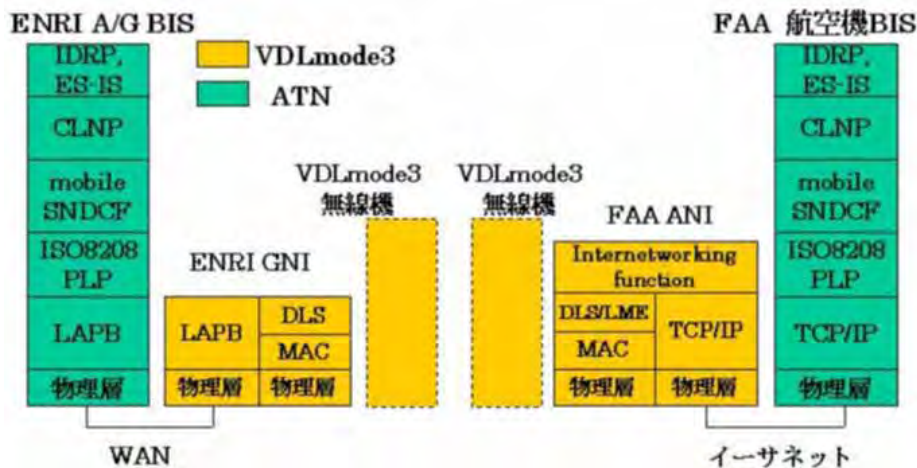 ENRI A/G BIS
IDRP,
ES-IS
CLNP
mobile
SNDCF
ISO8208
PLP
LAPB
物理層
VDLmode3
ATN
ENRI GNI
LAPB
DLS
MAC
物理層
物理層
WAN
VDLmode3
無線機
VDLmode3
無線機
FAA ANI
Internetworking
function
DLS/LME
MAC
TCP/IP
物理層
物理層
FAA 航空機BIS
IDRP,
ES-IS
CLNP
mobile
SNDCF
ISO8208
PLP
TCP/IP
物理層
イーサネット